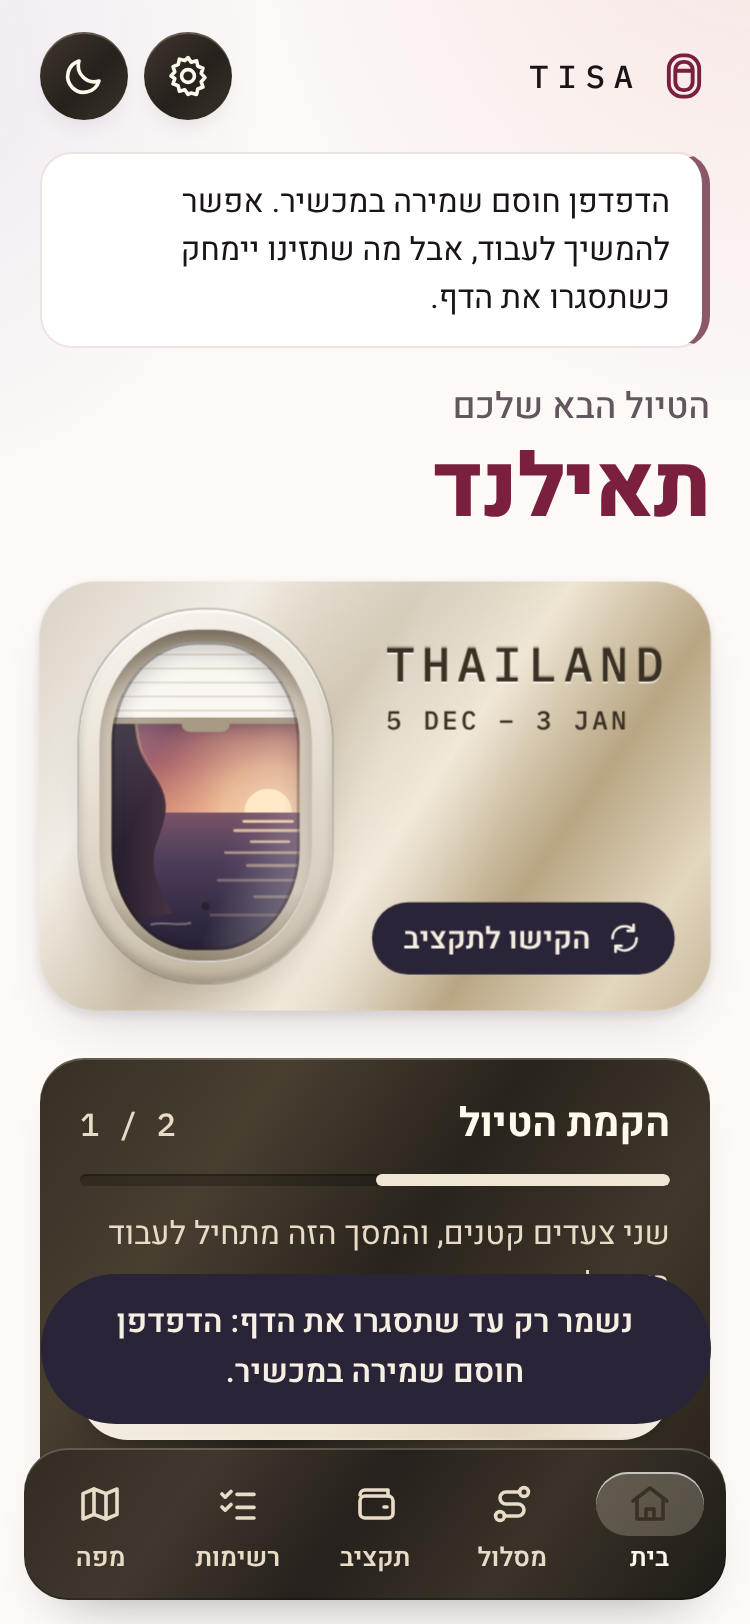 TISA
הדפדפן חוסם שמירה במכשיר. אפשר
להמשיך לעבוד, אבל מה שתזינו יימחק
כשתסגרו את הדף.
הטיול הבא שלכם
תאילנד
THAILAND
5 DEC – 3 JAN
הקישו לתקציב
הקמת הטיול
1 / 2
שני צעדים קטנים, והמסך הזה מתחיל לעבוד
נשמר רק עד שתסגרו את הדף: הדפדפן
חוסם שמירה במכשיר.
בית
מסלול
תקציב
רשימות
מפה